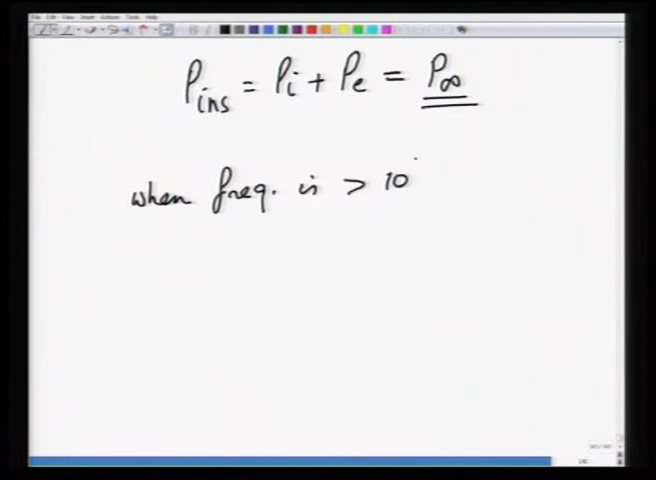 P_ins = P_i + P_e = P_∞
when freq. is > 10